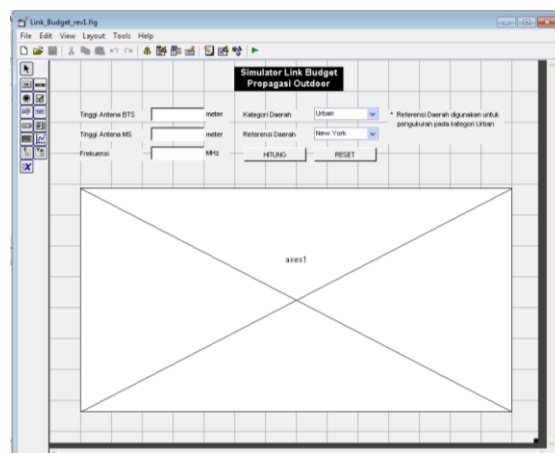 Link_Budget_rev1.fig
File Edit View Layout Tools Help
Simulator Link Budget
Propagasi Outdoor
Tinggi Antena BTS meter Kategori Daerah Urban * Referensi Daerah digunakan untuk
pengukuran pada kategori Urban
Tinggi Antena MS meter Referensi Daerah New York
Frekuensi MHz HITUNG RESET
axes1